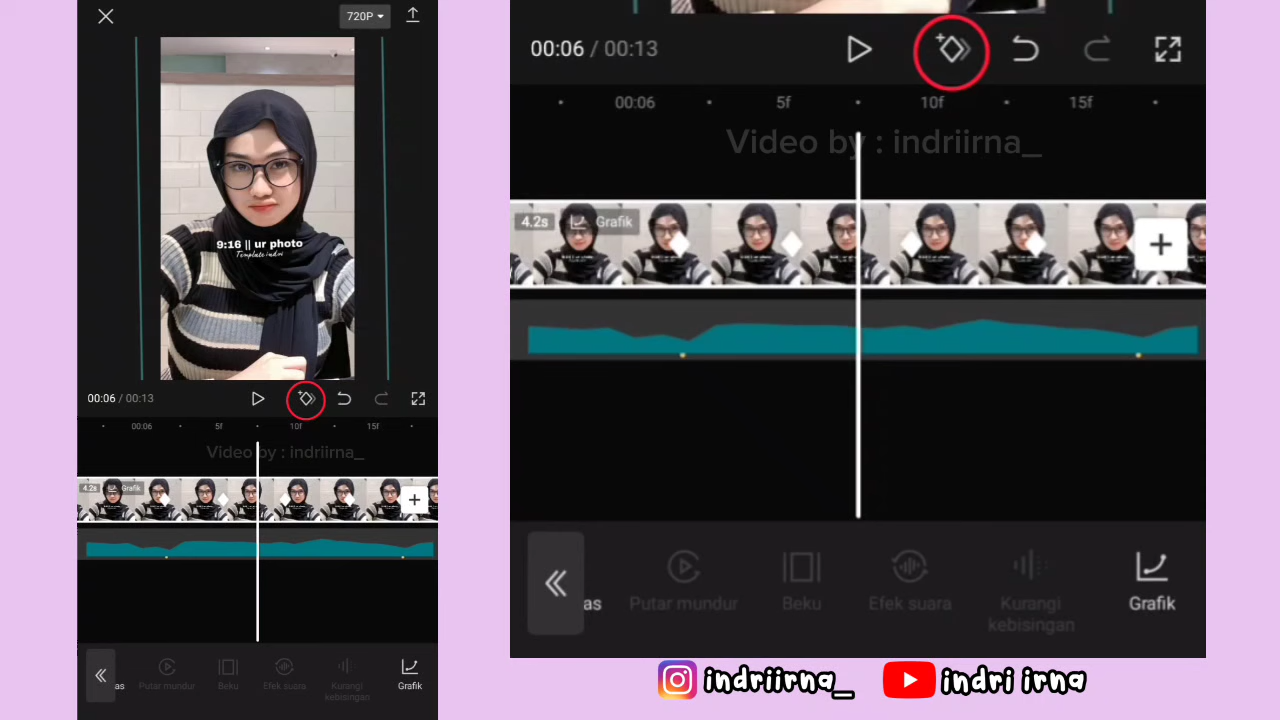 720P
9:16 || ur photo
Template indri
00:06 / 00:13
00:06 5f 10f 15f
Video by : indriirna_
4.2s Grafik
as Putar mundur Beku Efek suara Kurangi kebisingan Grafik
00:06 / 00:13
00:06 5f 10f 15f
Video by : indriirna_
4.2s Grafik
as Putar mundur Beku Efek suara Kurangi kebisingan Grafik
indriirna_ indri irna